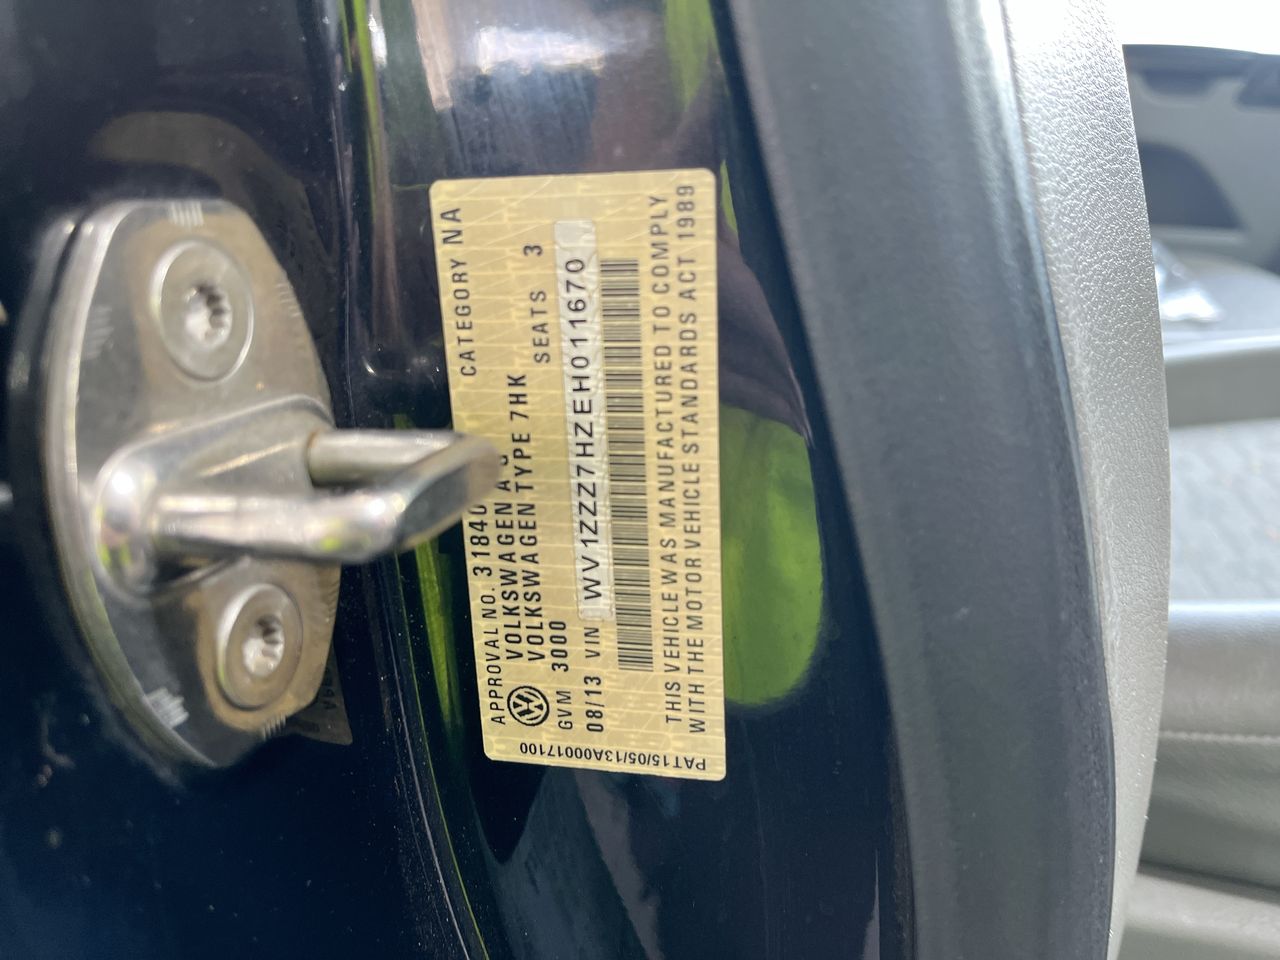 APPROVAL NO. 31840 CATEGORY NA
VOLKSWAGEN A G
VOLKSWAGEN TYPE 7HK
GVM 3000 SEATS 3
08/13 VIN WV1ZZZ7HZEH011670
THIS VEHICLE WAS MANUFACTURED TO COMPLY
WITH THE MOTOR VEHICLE STANDARDS ACT 1989
PAT15/05/13A00017100